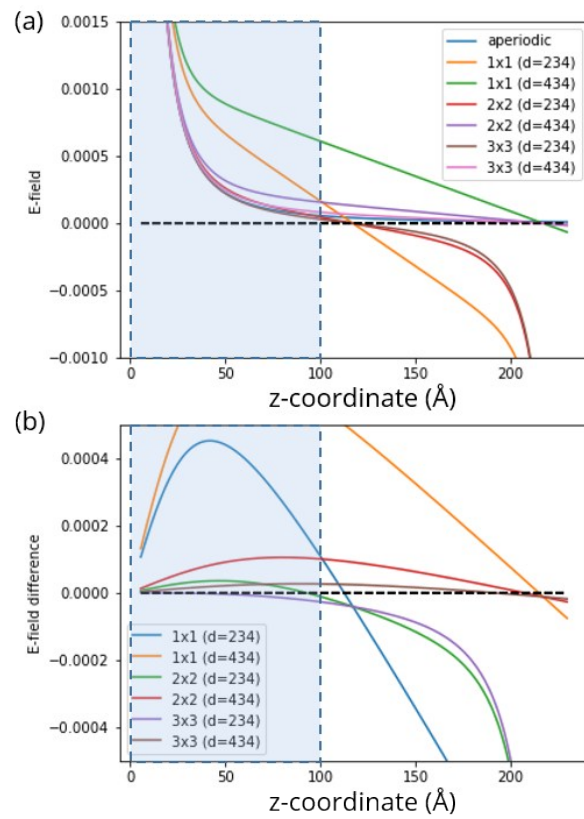 (a)
0.0015
0.0010
0.0005
0.0000
−0.0005
−0.0010
E-field
aperiodic
1x1 (d=234)
1x1 (d=434)
2x2 (d=234)
2x2 (d=434)
3x3 (d=234)
3x3 (d=434)
0
50
100
150
200
z-coordinate (Å)
(b)
0.0004
0.0002
0.0000
−0.0002
−0.0004
E-field difference
1x1 (d=234)
1x1 (d=434)
2x2 (d=234)
2x2 (d=434)
3x3 (d=234)
3x3 (d=434)
0
50
100
150
200
z-coordinate (Å)